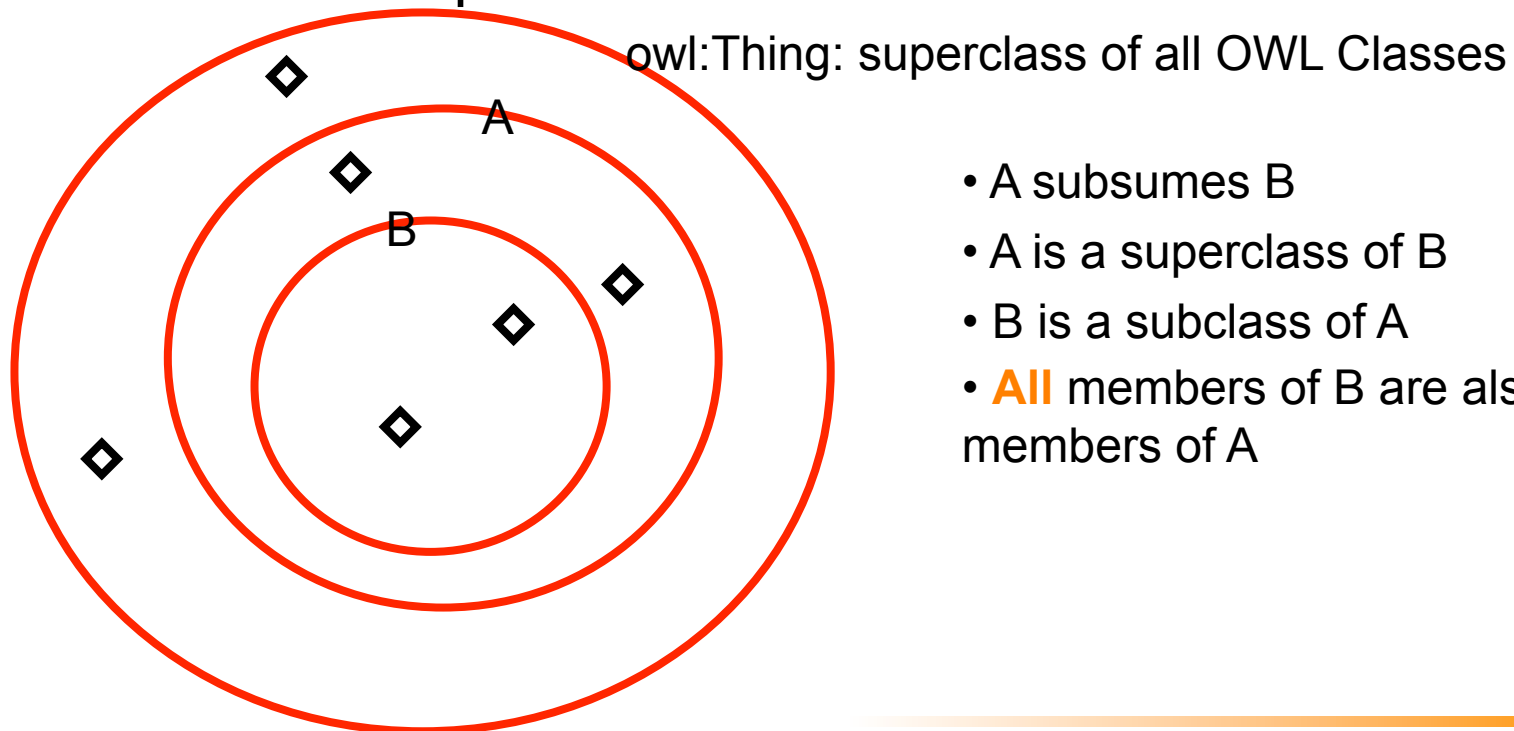 owl:Thing: superclass of all OWL Classes
A
B
• A subsumes B
• A is a superclass of B
• B is a subclass of A
• All members of B are als
members of A